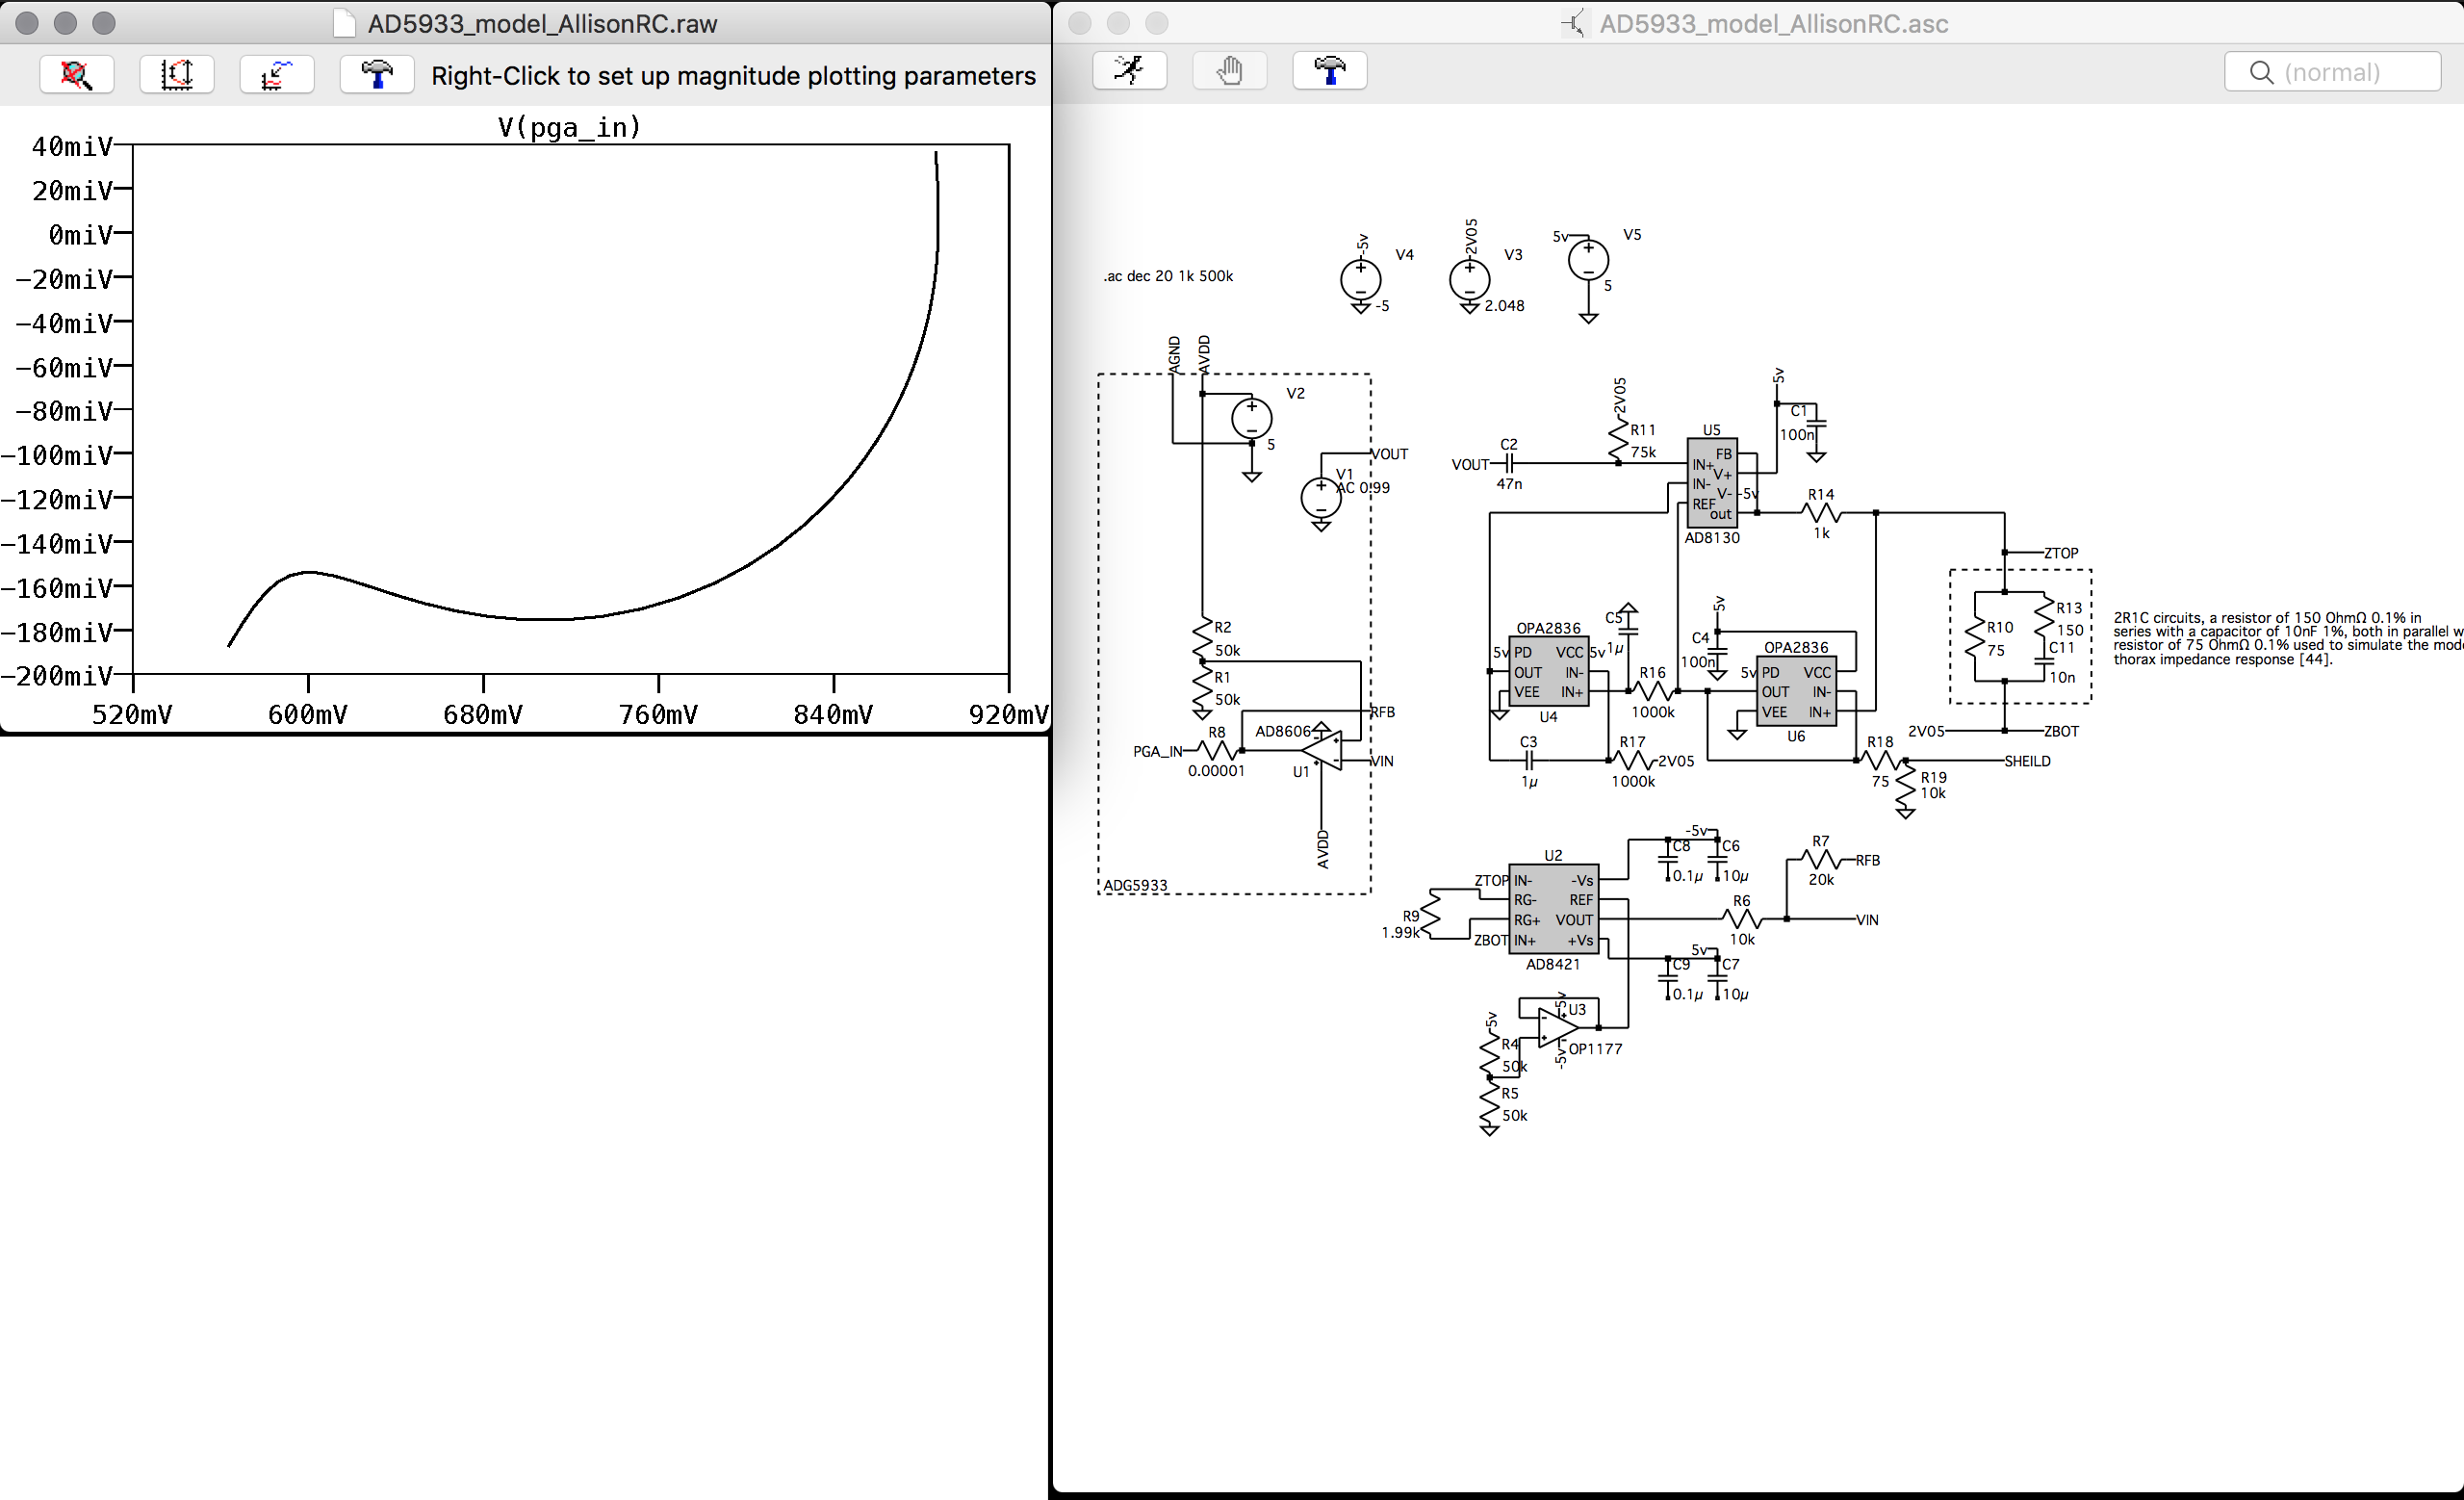 AD5933_model_AllisonRC.raw
Right-Click to set up magnitude plotting parameters
V(pga_in)
40miV
20miV
0miV
-20miV
-40miV
-60miV
-80miV
-100miV
-120miV
-140miV
-160miV
-180miV
-200miV
520mV 600mV 680mV 760mV 840mV 920mV
AD5933_model_AllisonRC.asc
(normal)
.ac dec 20 1k 500k
-5v
V4
-5
2V05
V3
2.048
5v
V5
5
AGND
AVDD
V2
5
VOUT
V1
AC 0.99
R2
50k
R1
50k
RFB
R8
AD8606
PGA_IN
0.00001
U1
VIN
AVDD
ADG5933
VOUT
C2
47n
2V05
R11
75k
U5
IN+
IN-
REF
FB
V+
V-
out
AD8130
-5v
5v
C1
100n
R14
1k
ZTOP
R10
75
R13
150
C11
10n
2V05
ZBOT
2R1C circuits, a resistor of 150 OhmΩ 0.1% in
series with a capacitor of 10nF 1%, both in parallel w
resistor of 75 OhmΩ 0.1% used to simulate the mod
thorax impedance response [44].
OPA2836
5v
PD
OUT
VEE
VCC
IN-
IN+
U4
5v
C5
1µ
R16
1000k
5v
C4
100n
OPA2836
5v
PD
OUT
VEE
VCC
IN-
IN+
U6
C3
1µ
R17
1000k
2V05
R18
75
SHEILD
R19
10k
U2
ZTOP
IN-
RG-
RG+
IN+
-Vs
REF
VOUT
+Vs
AD8421
R9
1.99k
ZBOT
-5v
C8
0.1µ
C6
10µ
R7
20k
RFB
R6
10k
VIN
5v
C9
0.1µ
C7
10µ
5v
U3
OP1177
-5v
5v
R4
50k
R5
50k